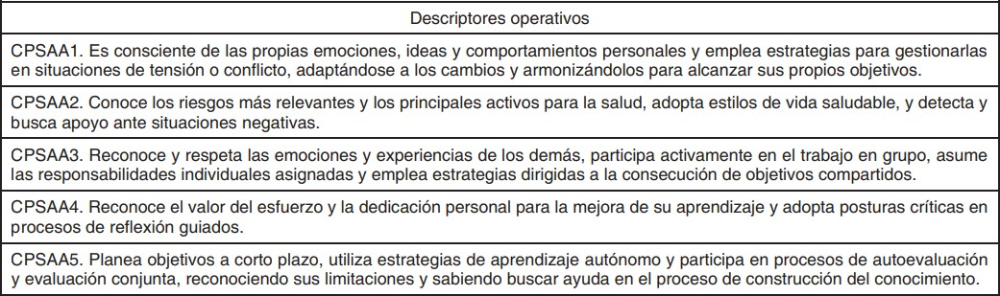 Descriptores operativos
CPSAA1. Es consciente de las propias emociones, ideas y comportamientos personales y emplea estrategias para gestionarlas
en situaciones de tensión o conflicto, adaptándose a los cambios y armonizándolos para alcanzar sus propios objetivos.
CPSAA2. Conoce los riesgos más relevantes y los principales activos para la salud, adopta estilos de vida saludable, y detecta y
busca apoyo ante situaciones negativas.
CPSAA3. Reconoce y respeta las emociones y experiencias de los demás, participa activamente en el trabajo en grupo, asume
las responsabilidades individuales asignadas y emplea estrategias dirigidas a la consecución de objetivos compartidos.
CPSAA4. Reconoce el valor del esfuerzo y la dedicación personal para la mejora de su aprendizaje y adopta posturas críticas en
procesos de reflexión guiados.
CPSAA5. Planea objetivos a corto plazo, utiliza estrategias de aprendizaje autónomo y participa en procesos de autoevaluación
y evaluación conjunta, reconociendo sus limitaciones y sabiendo buscar ayuda en el proceso de construcción del conocimiento.